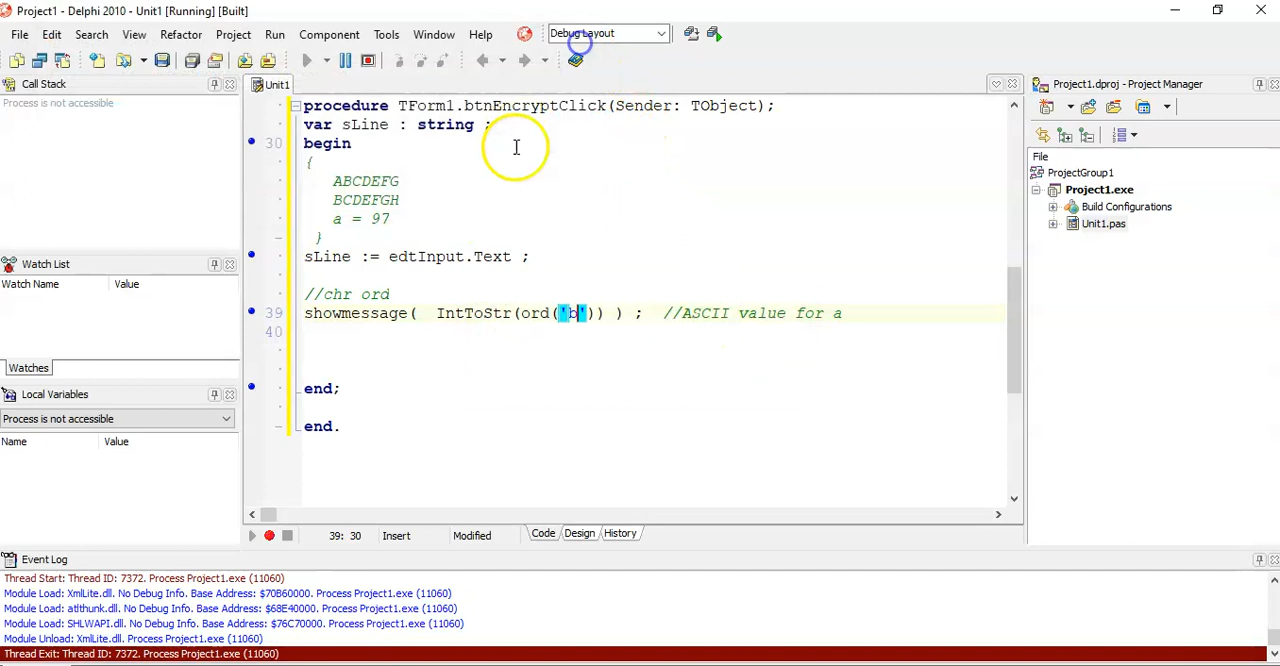 Project1 - Delphi 2010 - Unit1 [Running] [Built]
File Edit Search View Refactor Project Run Component Tools Window Help Debug Layout
Call Stack
Process is not accessible
Unit1
Project1.dproj - Project Manager
procedure TForm1.btnEncryptClick(Sender: TObject);
var sLine : string ;
30 begin
{
ABCDEFG
BCDEFGH
a = 97
}
sLine := edtInput.Text ;
//chr ord
39 showmessage( IntToStr(ord('b')) ) ; //ASCII value for a
40
end;
end.
File
ProjectGroup1
Project1.exe
Build Configurations
Unit1.pas
Watch List
Watch Name Value
Watches
Local Variables
Process is not accessible
Name Value
39: 30 Insert Modified Code Design History
Event Log
Thread Start: Thread ID: 7372. Process Project1.exe (11060)
Module Load: XmlLite.dll. No Debug Info. Base Address: $70B60000. Process Project1.exe (11060)
Module Load: atlthunk.dll. No Debug Info. Base Address: $68E40000. Process Project1.exe (11060)
Module Load: SHLWAPI.dll. No Debug Info. Base Address: $76C70000. Process Project1.exe (11060)
Module Unload: XmlLite.dll. Process Project1.exe (11060)
Thread Exit: Thread ID: 7372. Process Project1.exe (11060)